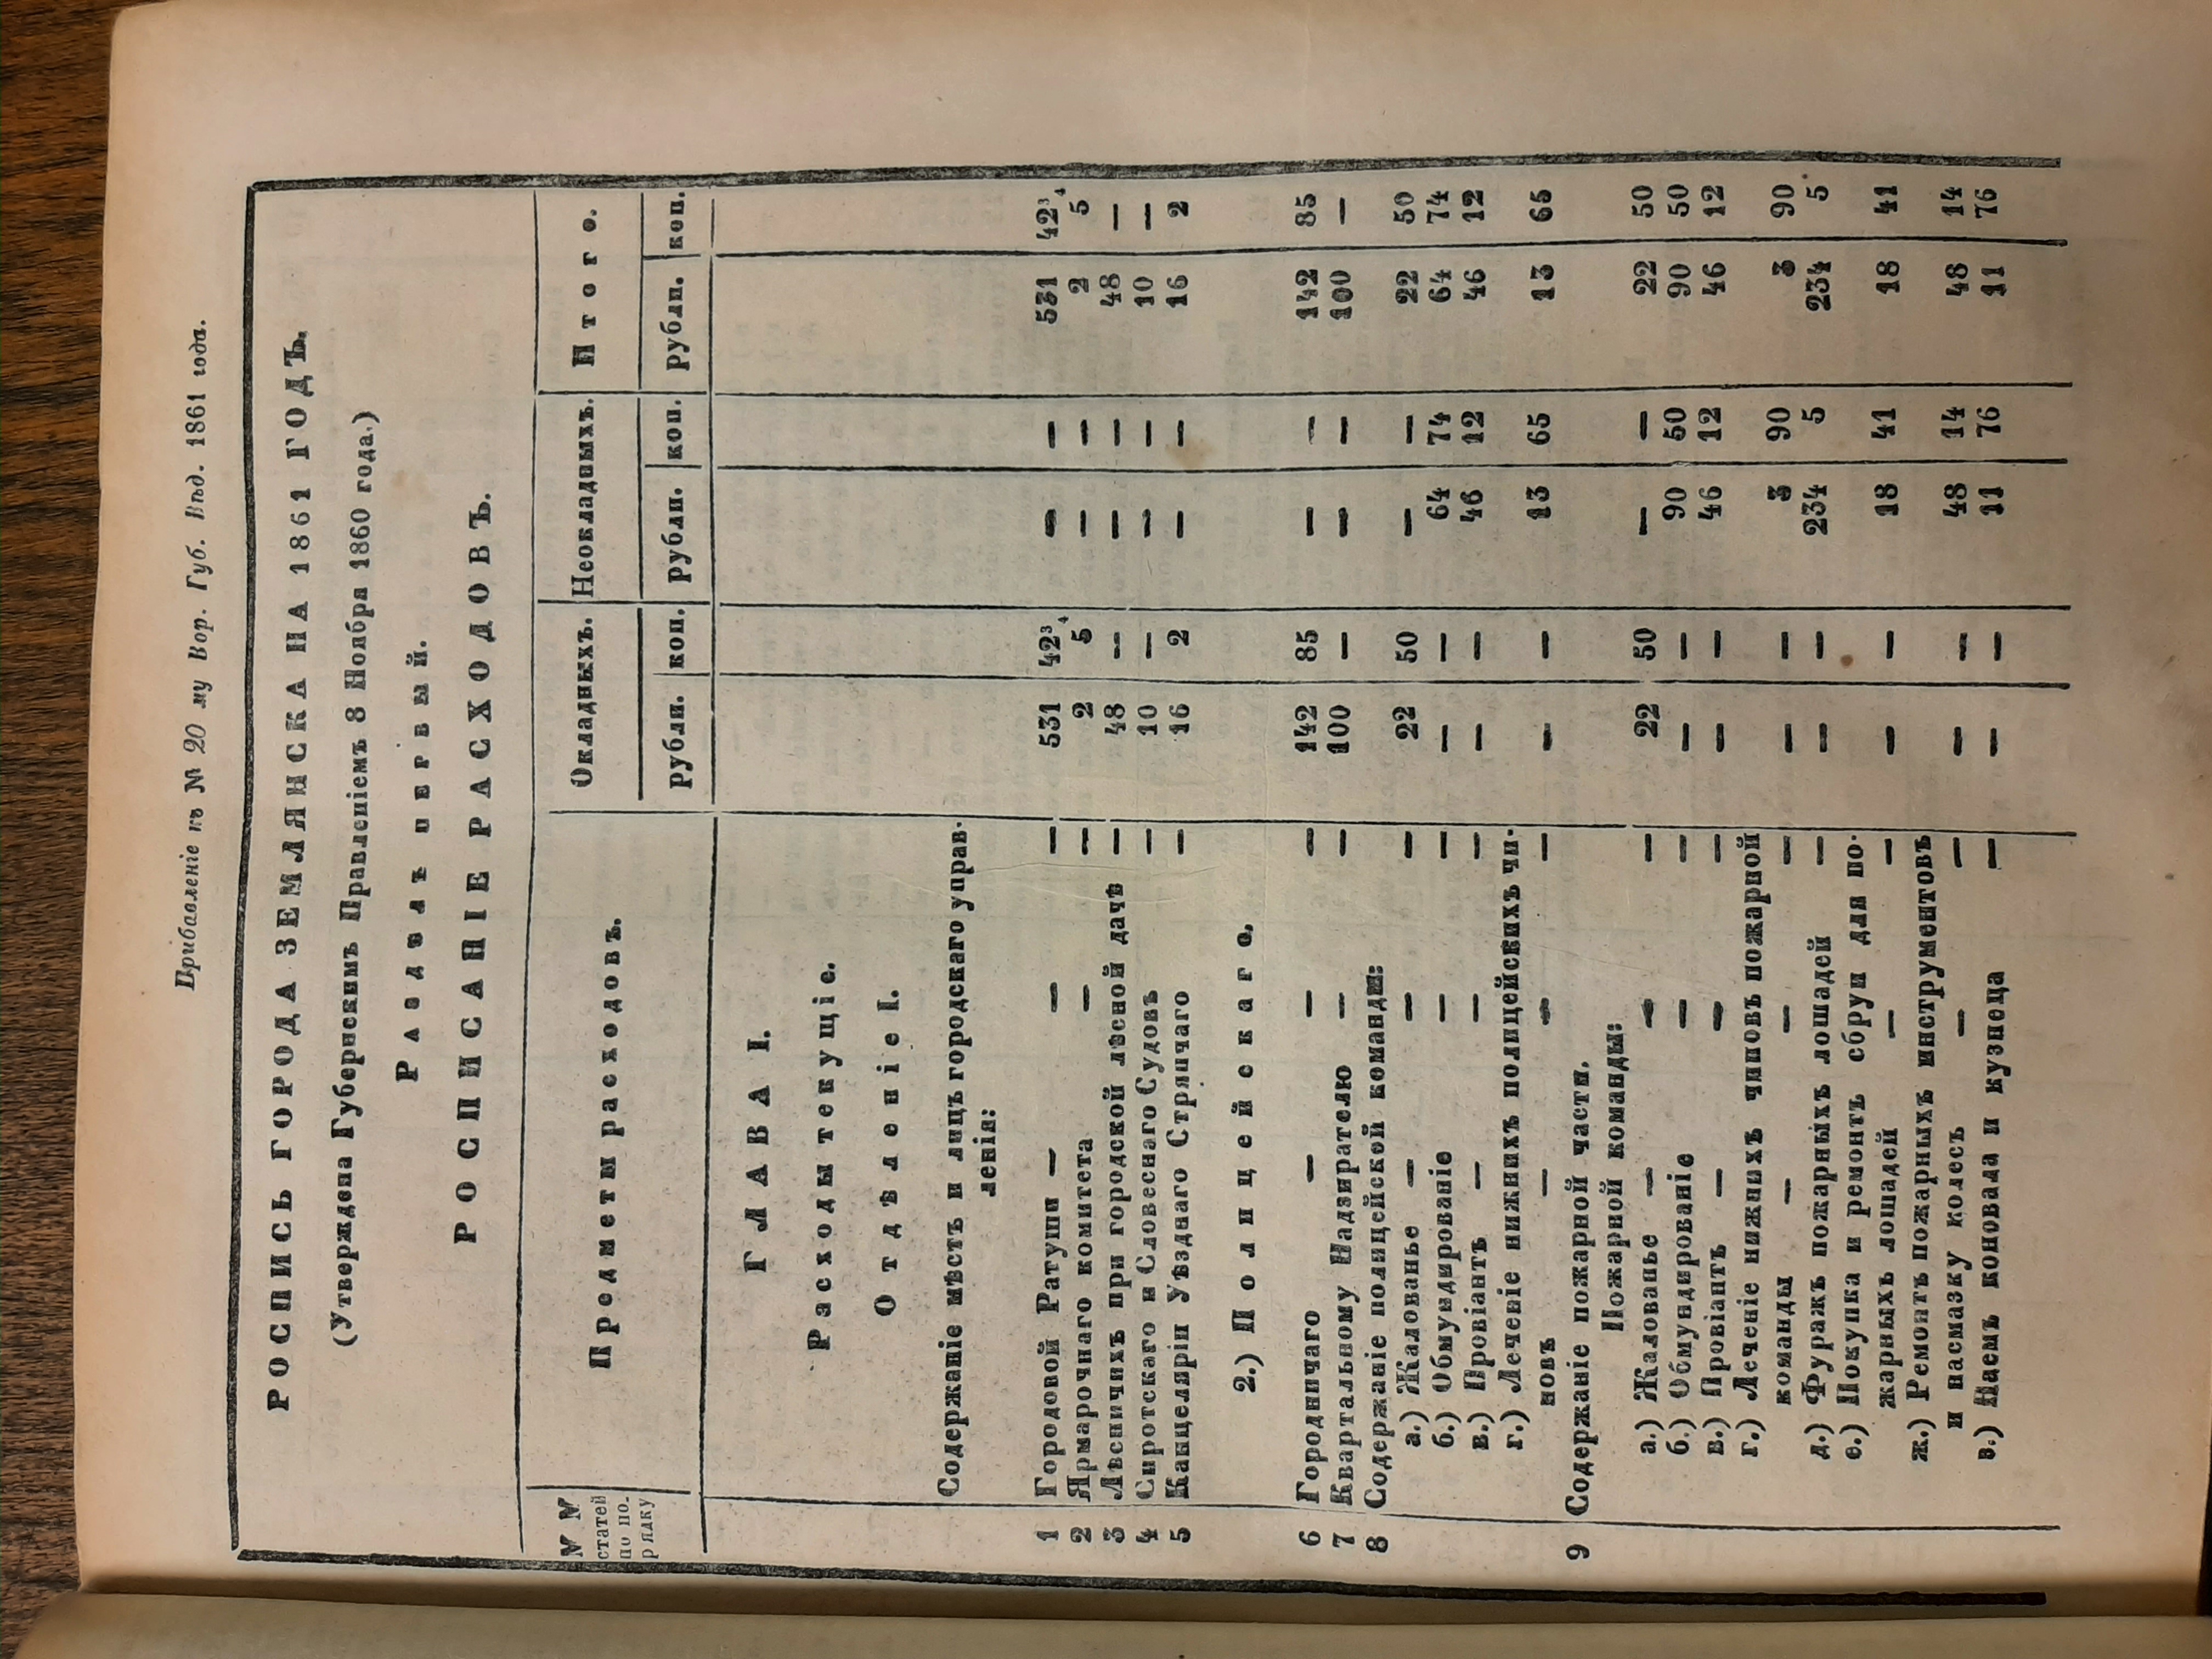 Прибавленіе къ № 20 му Вор. Губ. Вѣд. 1861 года.
РОСПИСЬ ГОРОДА ЗЕМЛЯНСКА НА 1861 ГОДЪ.
(Утверждена Губернскимъ Правленіемъ 8 Ноября 1860 года.)
Раздѣлъ первый.
РОСПИСАНІЕ РАСХОДОВЪ.
№ № статей по порядку
Предметы расходовъ.
Окладныхъ. Неокладныхъ. Итого.
рубли. коп. рубли. коп. рубли. коп.
ГЛАВА I.
Расходы текущіе.
Отдѣленіе I.
Содержаніе мѣстъ и лицъ городскаго управ-
ленія:
1 Городовой Ратуши — — — 531 42 3/4 — — 531 42 3/4
2 Ярмарочнаго комитета — — 2 5 — — 2 5
3 Лѣсничихъ при городской лѣсной дачѣ — 48 — — — 48 —
4 Сиротскаго и Словеснаго Судовъ — 10 — — — 10 —
5 Канцеляріи Уѣзднаго Стряпчаго — 16 2 — — 16 2
2.) Полицейскаго.
6 Городничаго — — — 142 85 — — 142 85
7 Квартальному Надзирателю — — 100 — — — 100 —
8 Содержаніе полицейской команды:
а.) Жалованье — — — 22 50 — — 22 50
б.) Обмундированіе — — — — 64 74 64 74
в.) Провіантъ — — — — — 46 12 46 12
г.) Леченіе нижнихъ полицейскихъ чи-
новъ — — — — — 13 65 13 65
9 Содержаніе пожарной части.
Пожарной команды:
а.) Жалованье — — — 22 50 — — 22 50
б.) Обмундированіе — — — — 90 50 90 50
в.) Провіантъ — — — — — 46 12 46 12
г.) Леченіе нижнихъ чиновъ пожарной
команды — — — — — 3 90 3 90
д.) Фуражъ пожарныхъ лошадей — — — 234 5 234 5
е.) Покупка и ремонтъ сбруи для по-
жарныхъ лошадей — — — — 18 41 18 41
ж.) Ремонтъ пожарныхъ инструментовъ
и насмазку колесъ — — — — 48 14 48 14
з.) Наемъ коновала и кузнеца — — — 11 76 11 76